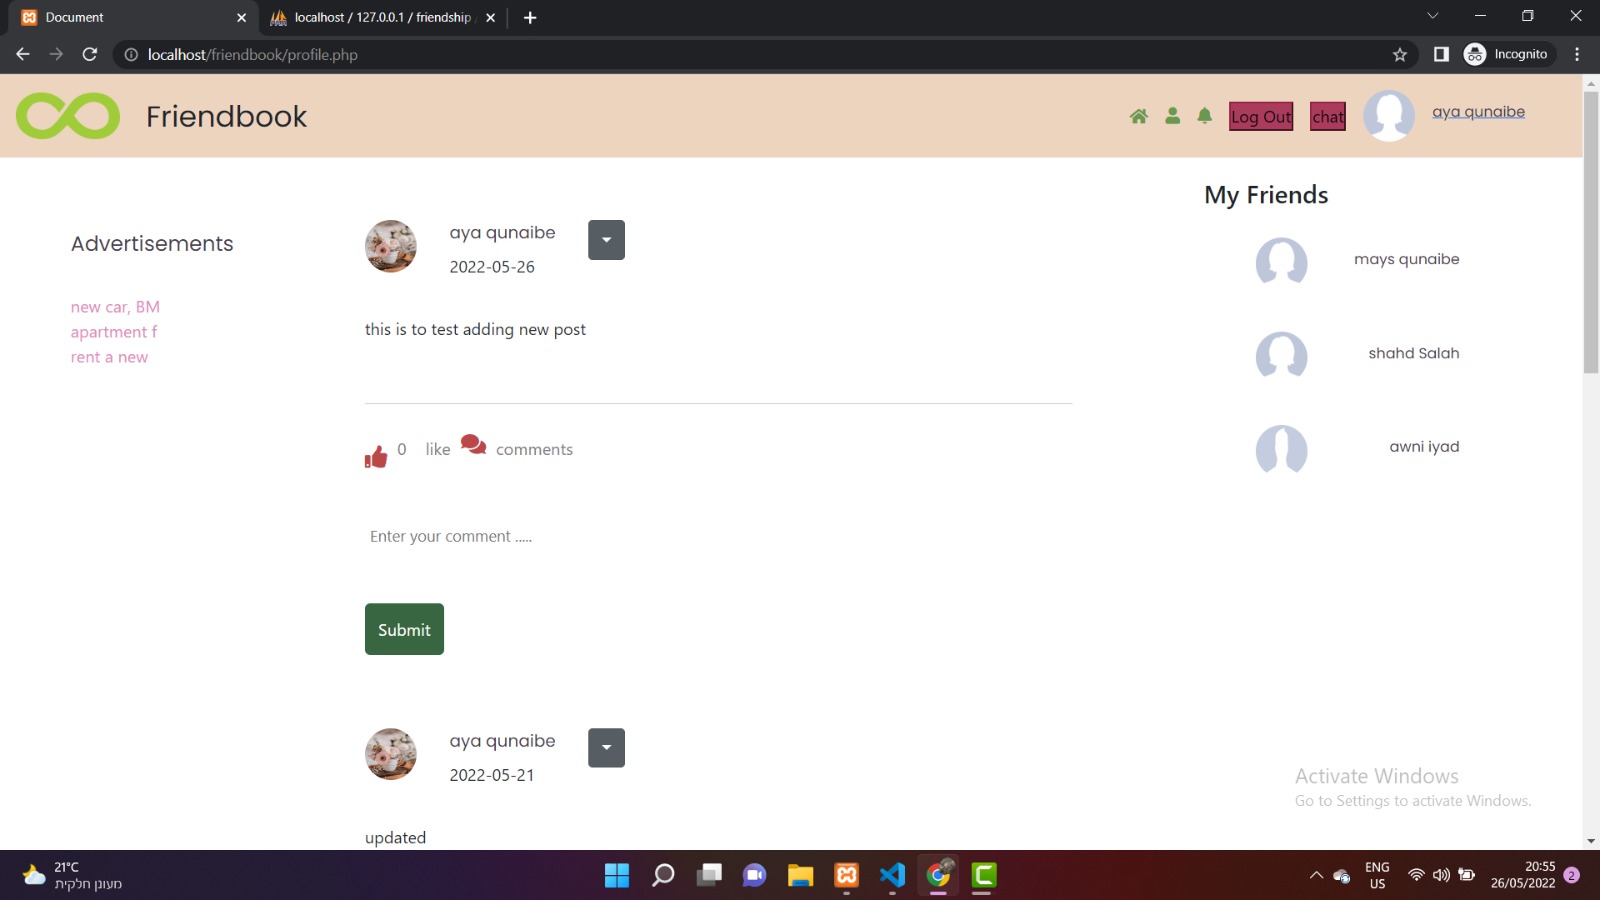 Document
localhost / 127.0.0.1 / friendship
localhost/friendbook/profile.php
Incognito
Friendbook
Log Out
chat
aya qunaibe
My Friends
Advertisements
new car, BM
apartment f
rent a new
aya qunaibe
2022-05-26
this is to test adding new post
0 like comments
Enter your comment .....
Submit
mays qunaibe
shahd Salah
awni iyad
aya qunaibe
2022-05-21
updated
Activate Windows
Go to Settings to activate Windows.
21°C
מעונן חלקית
ENG
US
20:55
26/05/2022
2